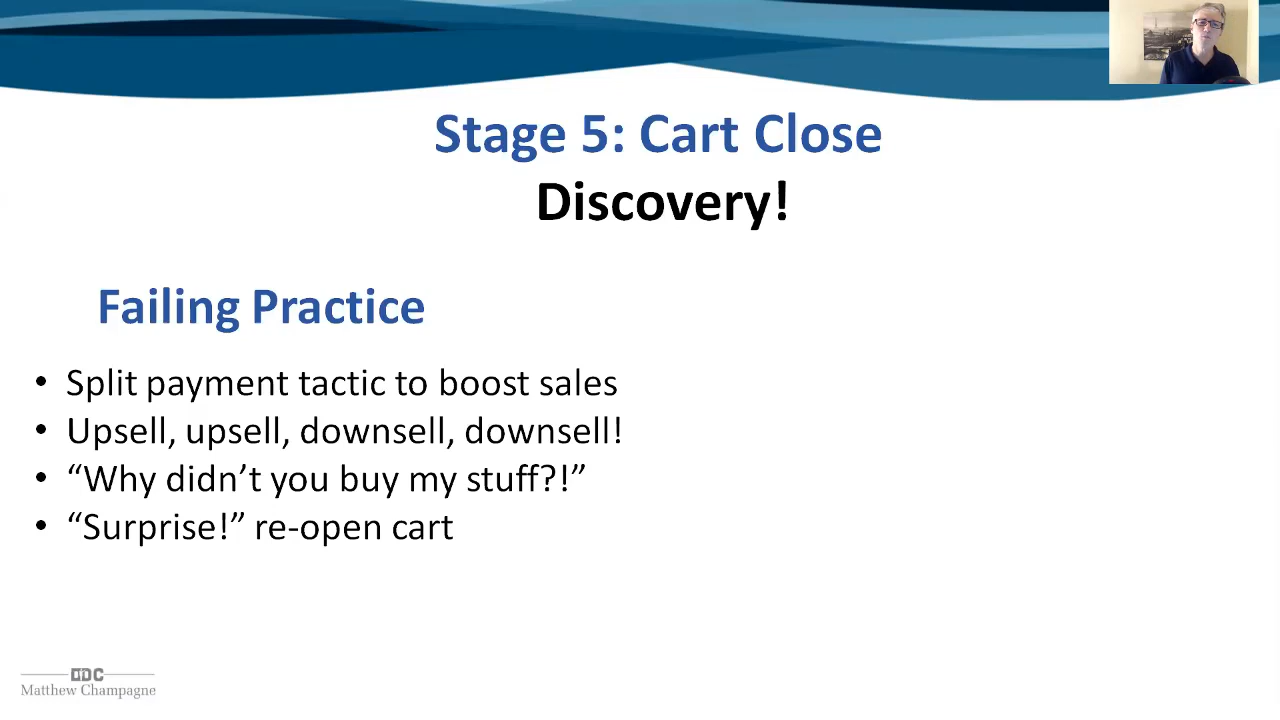 Stage 5: Cart Close
Discovery!
Failing Practice
• Split payment tactic to boost sales
• Upsell, upsell, downsell, downsell!
• “Why didn’t you buy my stuff?!”
• “Surprise!” re-open cart
Matthew Champagne